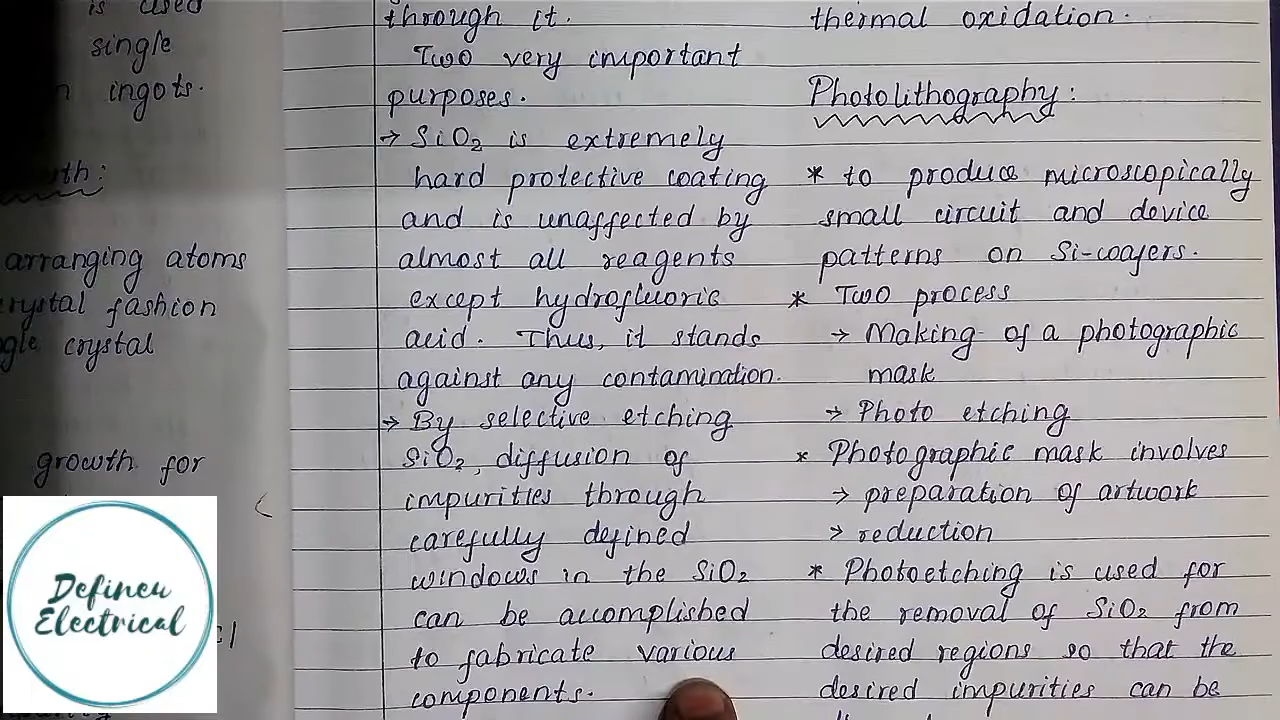 is used
single
ingots.
arranging atoms
crystal fashion
crystal
growth for
through it.
Two very important
purposes.
→ SiO₂ is extremely
hard protective coating
and is unaffected by
almost all reagents
except hydrofluoric
acid. Thus, it stands
against any contamination.
→ By selective etching
SiO₂, diffusion of
impurities through
carefully defined
windows in the SiO₂
can be accomplished
to fabricate various
components.
thermal oxidation.
Photolithography:
* to produce microscopically
small circuit and device
patterns on Si-wafers.
* Two process
→ Making of a photographic
mask
→ Photo etching
* Photographic mask involves
→ preparation of artwork
→ reduction
* Photoetching is used for
the removal of SiO₂ from
desired regions so that the
desired impurities can be
Defineu
Electrical